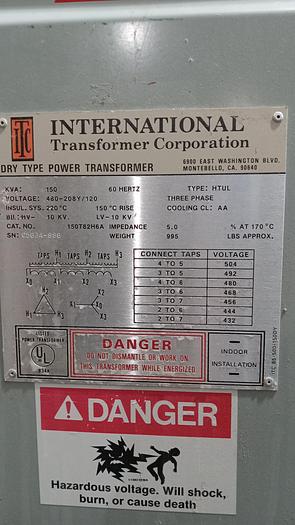 ITC
INTERNATIONAL
Transformer Corporation
DRY TYPE POWER TRANSFORMER
6900 EAST WASHINGTON BLVD.
MONTEBELLO, CA. 90640
KVA: 150 60 HERTZ TYPE: HTUL
VOLTAGE: 480-208Y/120 THREE PHASE
INSUL. SYS. 220°C 150 °C RISE COOLING CL: AA
BIL: HV- 10 KV. LV-10 KV
CAT. NO. 150T82H6A IMPEDANCE 5.0 % AT 170°C
SN: WEIGHT 995 LBS APPROX.
H1 TAPS H2 TAPS H3 TAPS
X0 X1 X2 X3
H2
H1 H3
X0
CONNECT TAPS VOLTAGE
4 TO 5 504
3 TO 5 492
4 TO 6 480
3 TO 6 468
3 TO 7 456
2 TO 6 444
2 TO 7 432
LISTED
POWER TRANSFORMER
UL
DANGER
DO NOT DISMANTLE OR WORK ON
THIS TRANSFORMER WHILE ENERGIZED
INDOOR
INSTALLATION
DANGER
Hazardous voltage. Will shock,
burn, or cause death